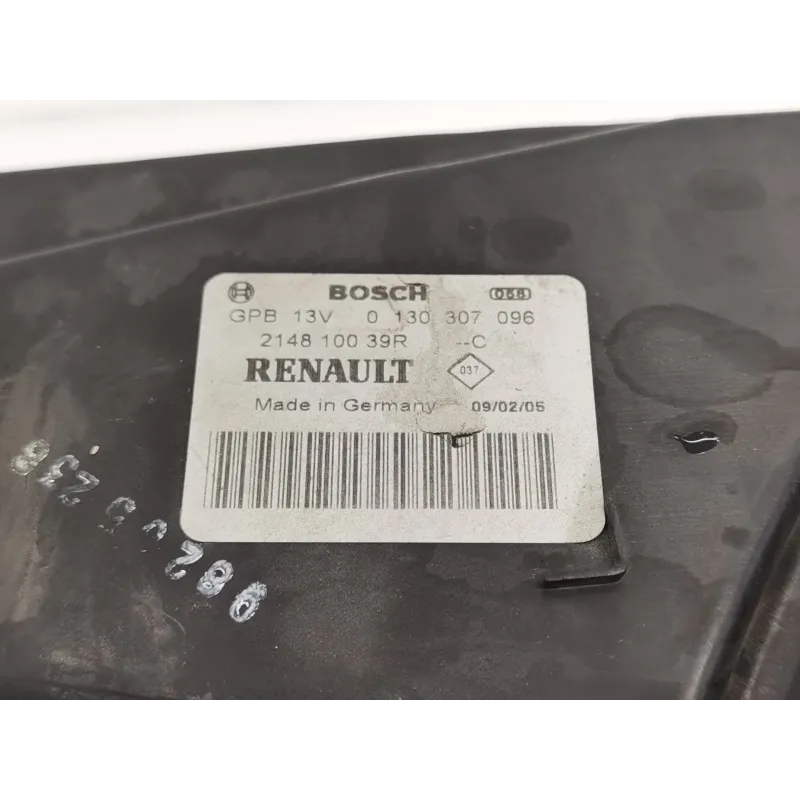 BOSCH 058
GPB 13V 0 130 307 096
2148 100 39R --C
RENAULT 037
Made in Germany 09/02/05